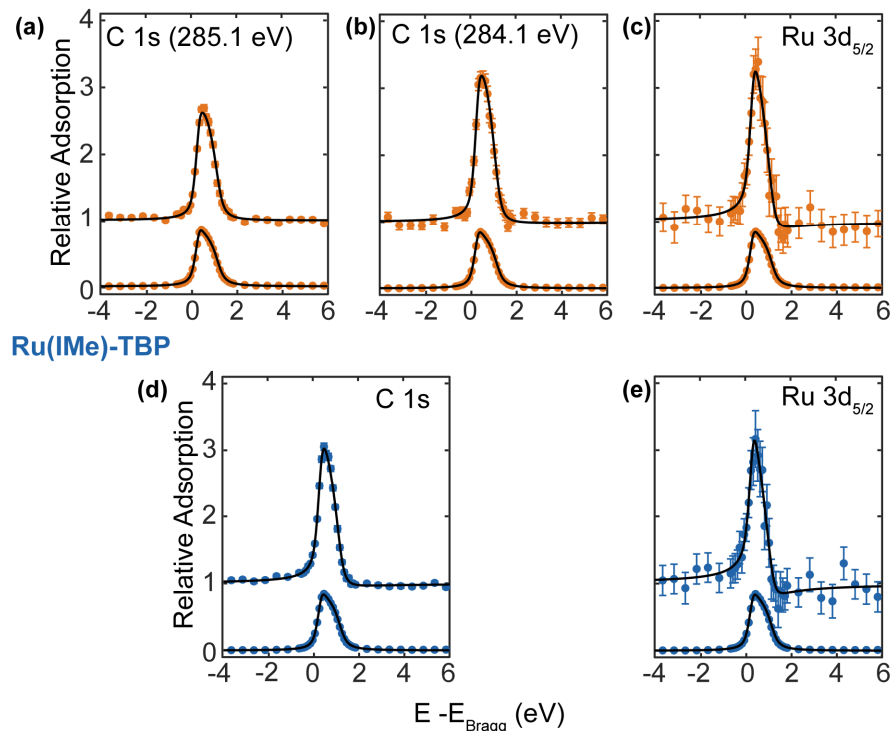 (a) C 1s (285.1 eV)
(b) C 1s (284.1 eV)
(c) Ru 3d5/2
Relative Adsorption
4
3
2
1
0
-4 -2 0 2 4 6
-4 -2 0 2 4 6
-4 -2 0 2 4 6
Ru(IMe)-TBP
(d) C 1s
(e) Ru 3d5/2
Relative Adsorption
4
3
2
1
0
-4 -2 0 2 4 6
-4 -2 0 2 4 6
E -EBragg (eV)